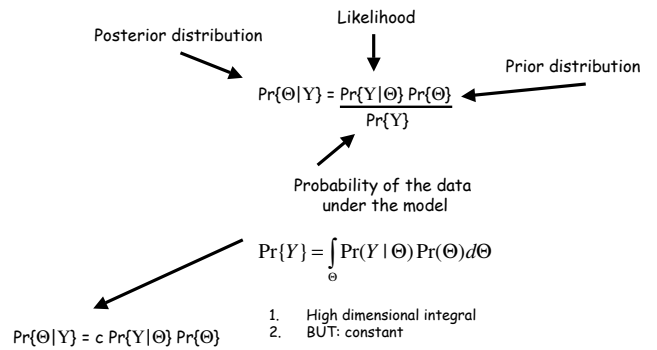 Likelihood
Posterior distribution
Prior distribution
Pr{Θ|Y} = Pr{Y|Θ} Pr{Θ}
Pr{Y}
Probability of the data
under the model
Pr{Y} = ∫ Pr(Y | Θ) Pr(Θ)dΘ
Θ
1. High dimensional integral
2. BUT: constant
Pr{Θ|Y} = c Pr{Y|Θ} Pr{Θ}